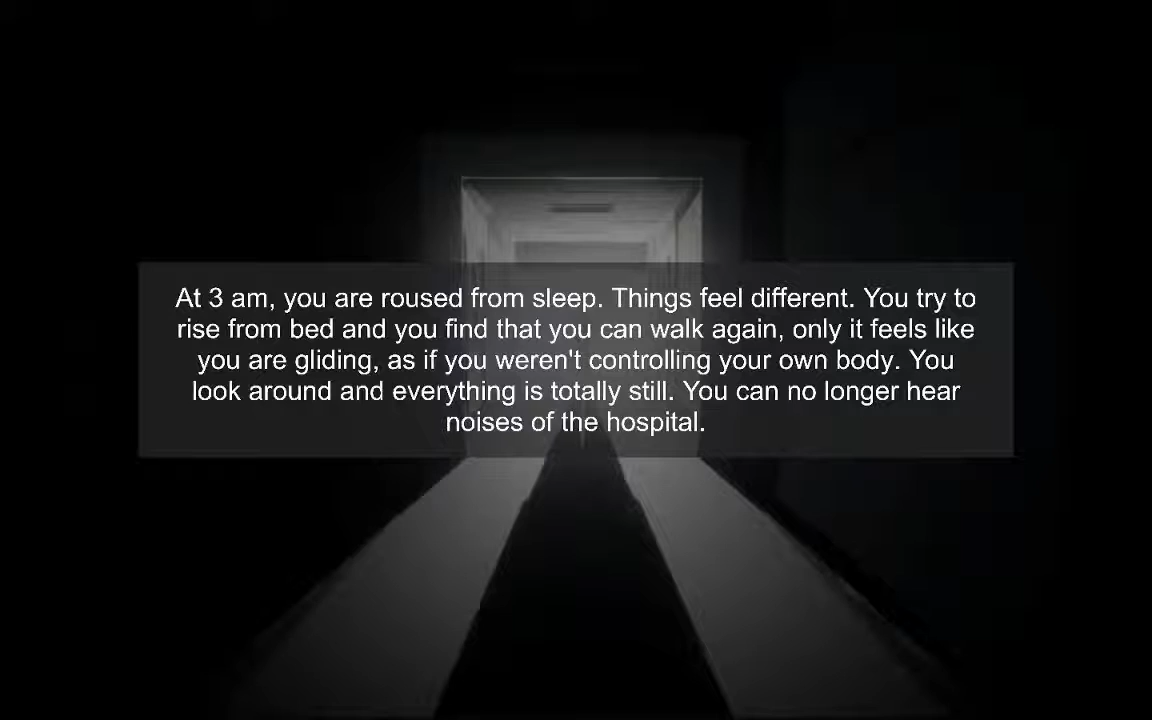 At 3 am, you are roused from sleep. Things feel different. You try to
rise from bed and you find that you can walk again, only it feels like
you are gliding, as if you weren't controlling your own body. You
look around and everything is totally still. You can no longer hear
noises of the hospital.